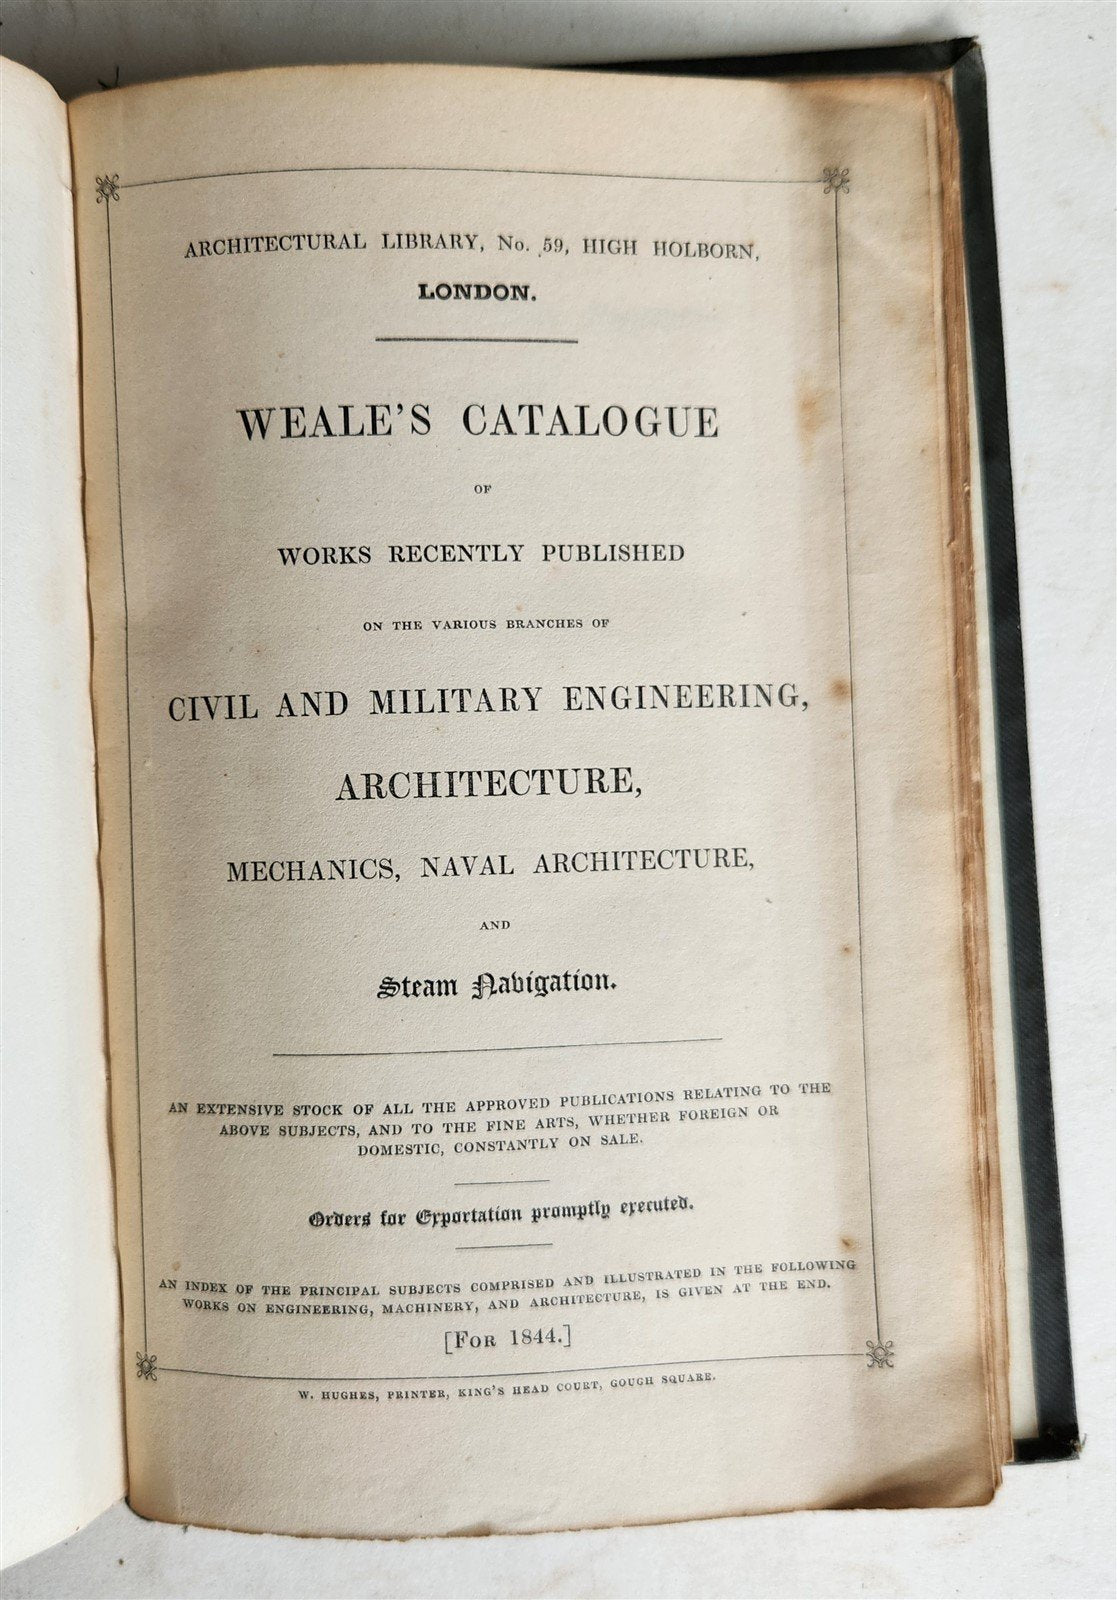 ARCHITECTURAL LIBRARY, No. 59, HIGH HOLBORN,
LONDON.
WEALE'S CATALOGUE
OF
WORKS RECENTLY PUBLISHED
ON THE VARIOUS BRANCHES OF
CIVIL AND MILITARY ENGINEERING,
ARCHITECTURE,
MECHANICS, NAVAL ARCHITECTURE,
AND
Steam Navigation.
AN EXTENSIVE STOCK OF ALL THE APPROVED PUBLICATIONS RELATING TO THE
ABOVE SUBJECTS, AND TO THE FINE ARTS, WHETHER FOREIGN OR
DOMESTIC, CONSTANTLY ON SALE.
Orders for Exportation promptly executed.
AN INDEX OF THE PRINCIPAL SUBJECTS COMPRISED AND ILLUSTRATED IN THE FOLLOWING
WORKS ON ENGINEERING, MACHINERY, AND ARCHITECTURE, IS GIVEN AT THE END.
[FOR 1844.]
W. HUGHES, PRINTER, KING'S HEAD COURT, GOUGH SQUARE.